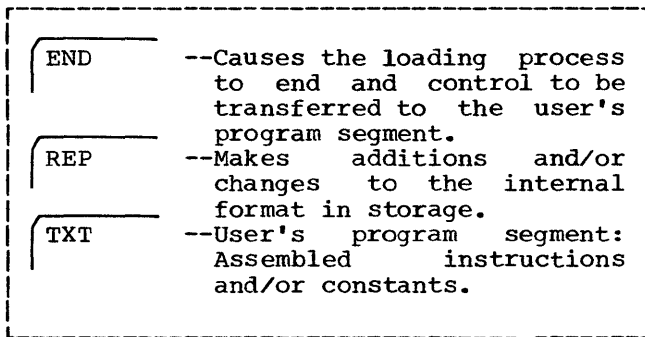 END --Causes the loading process
to end and control to be
transferred to the user's
program segment.
REP --Makes additions and/or
changes to the internal
format in storage.
TXT --User's program segment:
Assembled instructions
and/or constants.